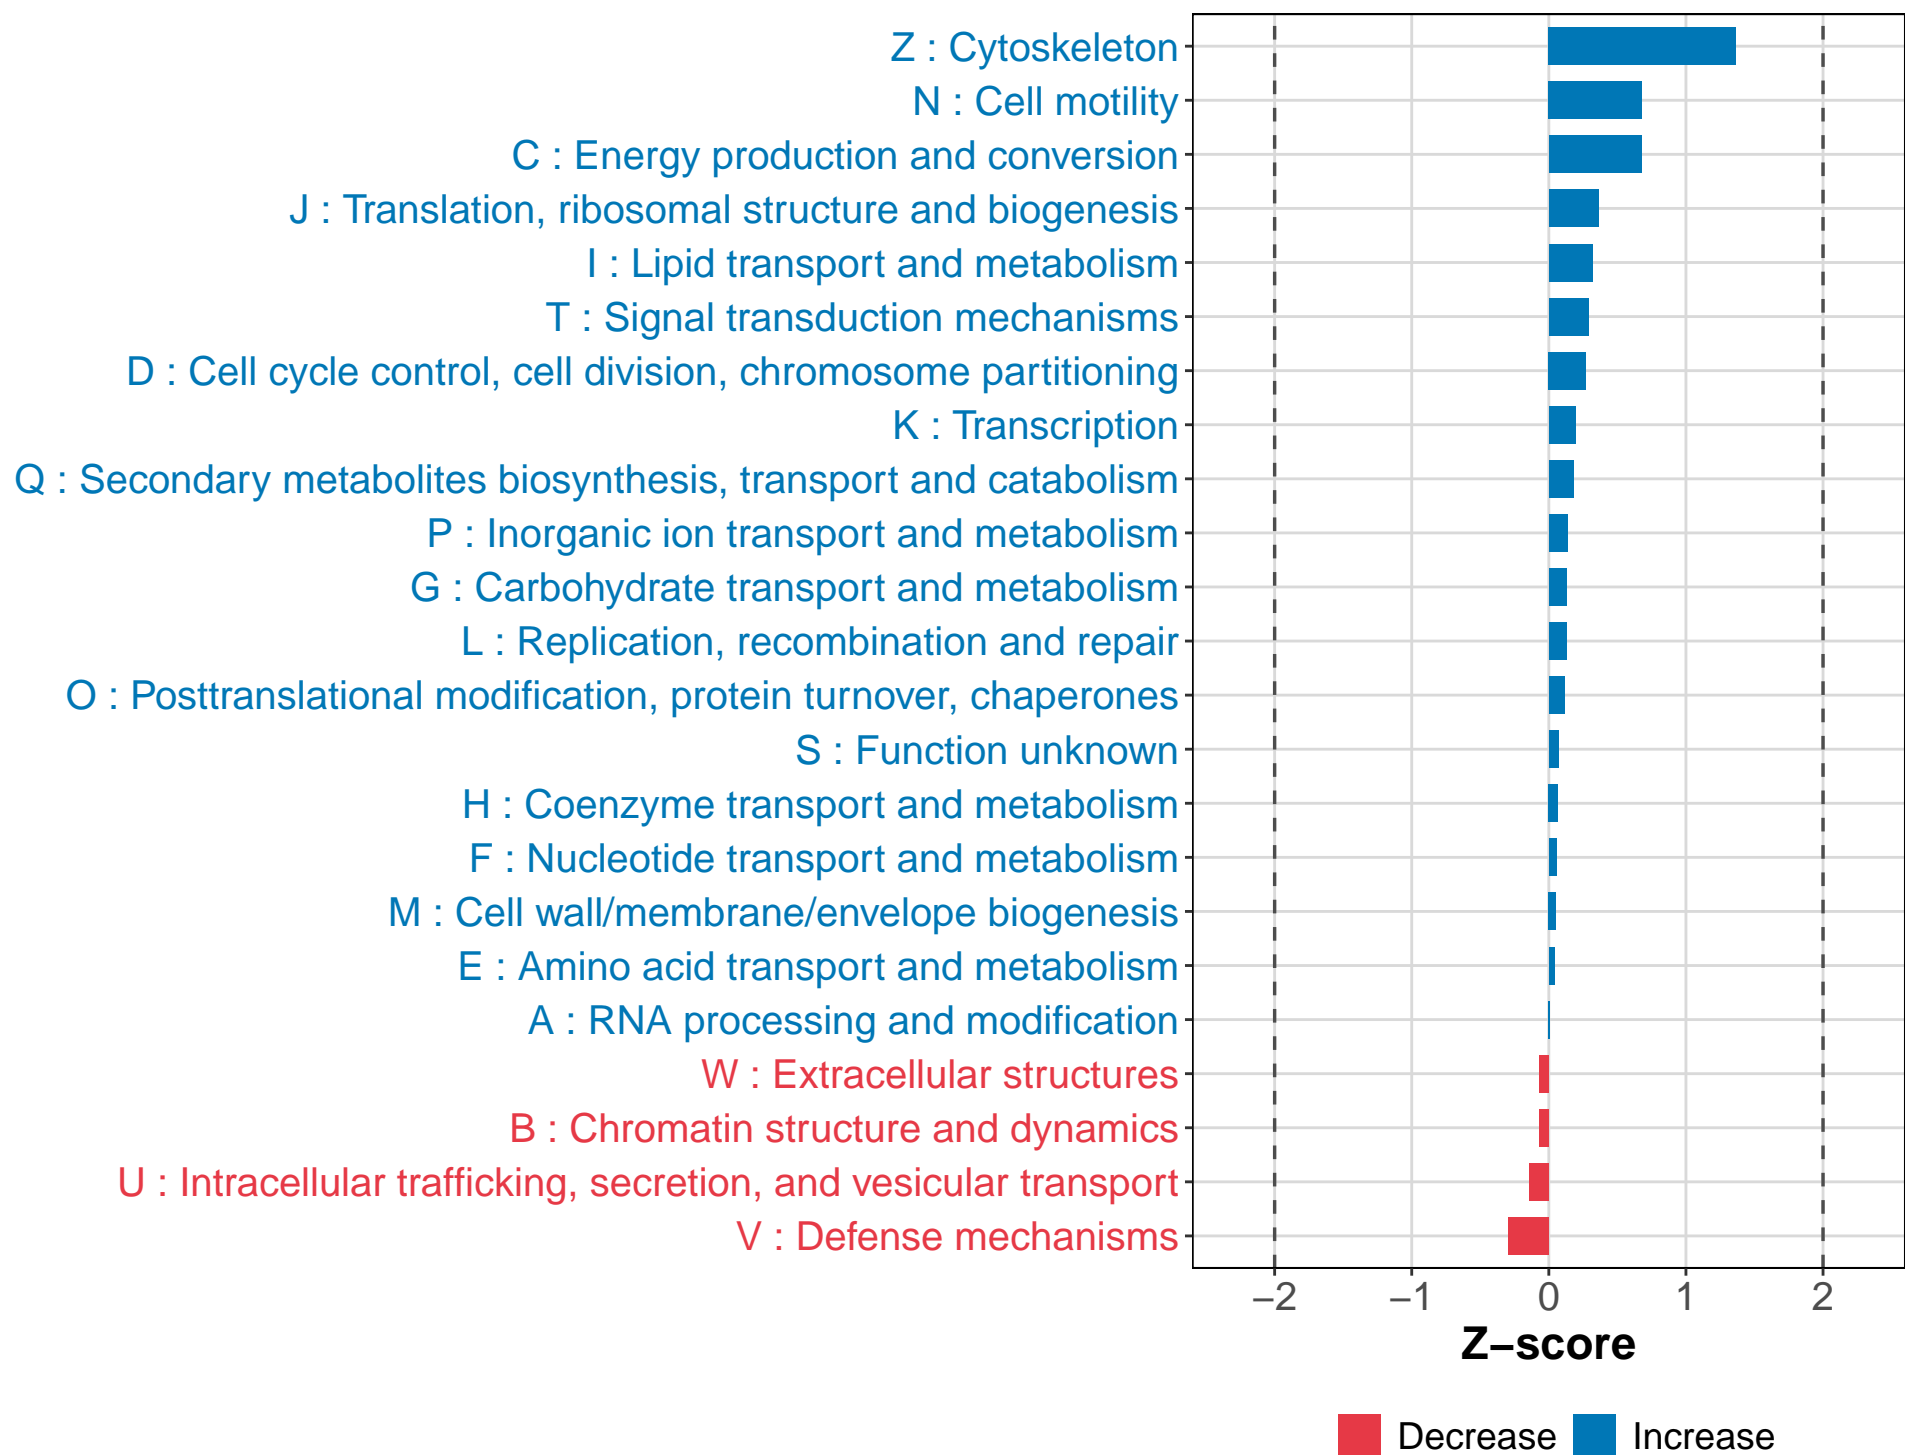 Z : Cytoskeleton
N : Cell motility
C : Energy production and conversion
J : Translation, ribosomal structure and biogenesis
I : Lipid transport and metabolism
T : Signal transduction mechanisms
D : Cell cycle control, cell division, chromosome partitioning
K : Transcription
Q : Secondary metabolites biosynthesis, transport and catabolism
P : Inorganic ion transport and metabolism
G : Carbohydrate transport and metabolism
L : Replication, recombination and repair
O : Posttranslational modification, protein turnover, chaperones
S : Function unknown
H : Coenzyme transport and metabolism
F : Nucleotide transport and metabolism
M : Cell wall/membrane/envelope biogenesis
E : Amino acid transport and metabolism
A : RNA processing and modification
W : Extracellular structures
B : Chromatin structure and dynamics
U : Intracellular trafficking, secretion, and vesicular transport
V : Defense mechanisms
−2 −1 0 1 2
Z−score
Decrease Increase